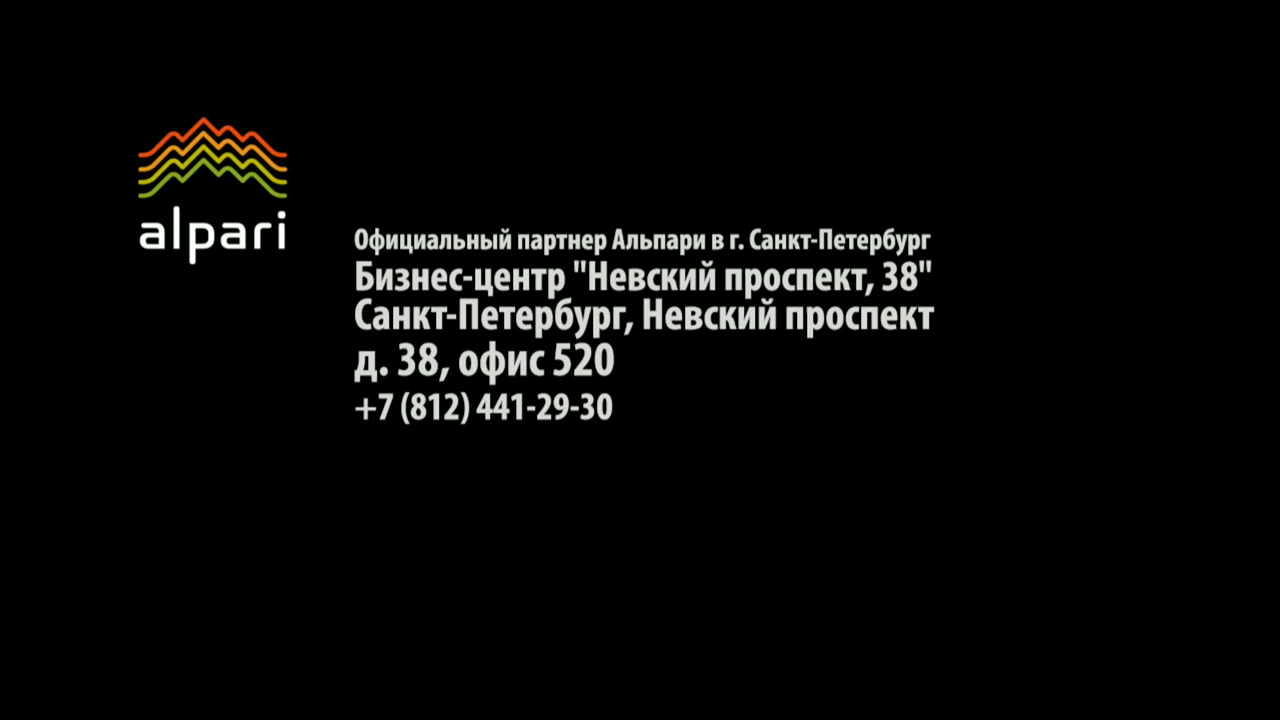 alpari
Официальный партнер Альпари в г. Санкт-Петербург
Бизнес-центр "Невский проспект, 38"
Санкт-Петербург, Невский проспект
д. 38, офис 520
+7 (812) 441-29-30